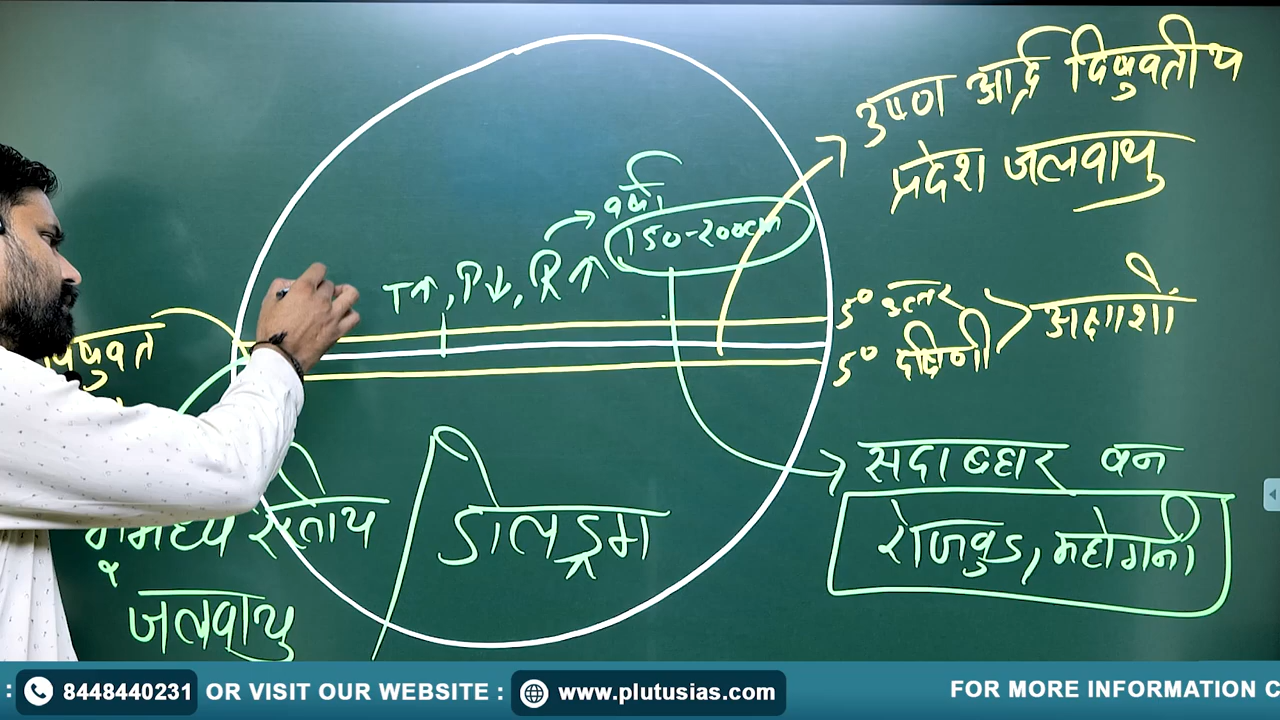 उष्ण आर्द्र विषुवतीय
प्रदेश जलवायु
वर्षा
150-200cm
T↑, P↓, R↑
5° उत्तर
5° दक्षिणी
अक्षाशों
विषुवत
सदाबहार वन
रोजवुड, महोगनी
डोलड्रम
जलवायु
: 8448440231 OR VISIT OUR WEBSITE : www.plutusias.com FOR MORE INFORMATION C